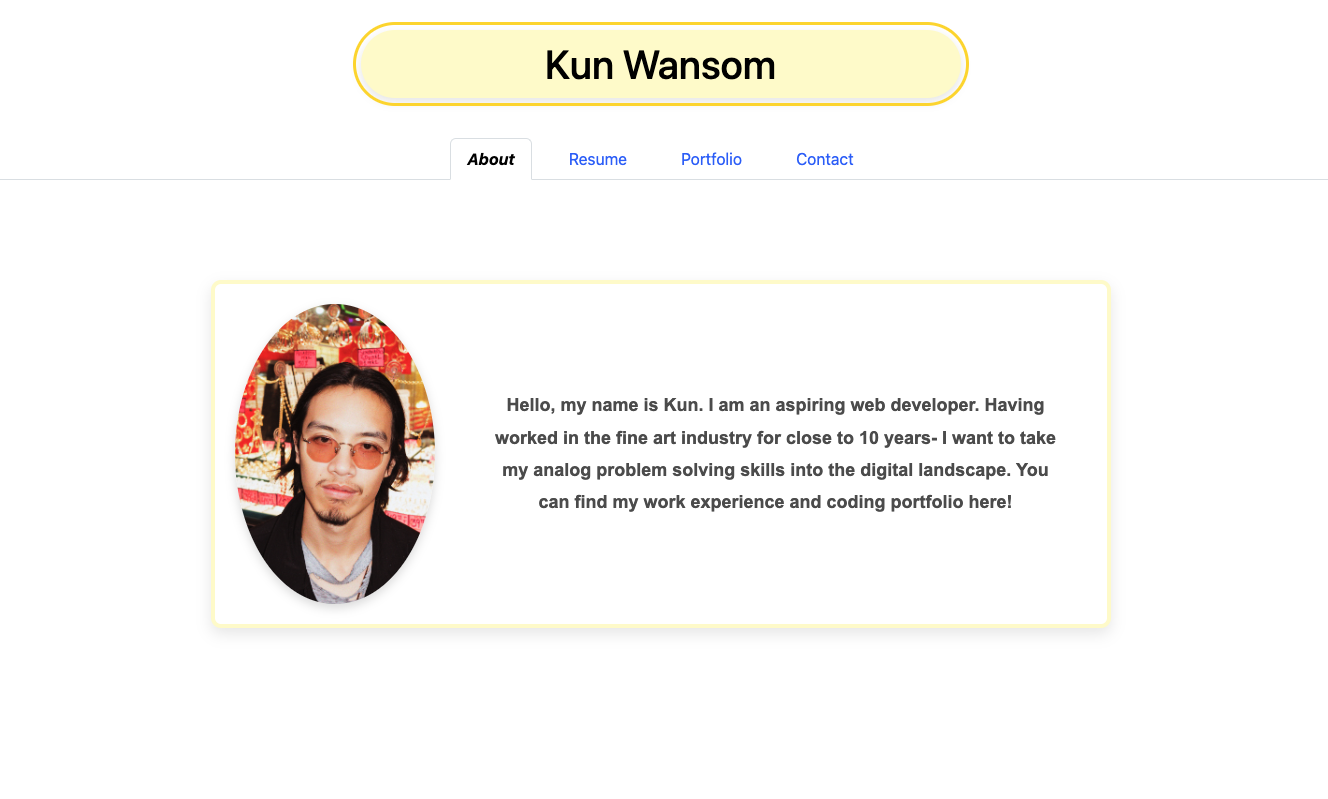 Kun Wansom
About Resume Portfolio Contact
Hello, my name is Kun. I am an aspiring web developer. Having
worked in the fine art industry for close to 10 years- I want to take
my analog problem solving skills into the digital landscape. You
can find my work experience and coding portfolio here!